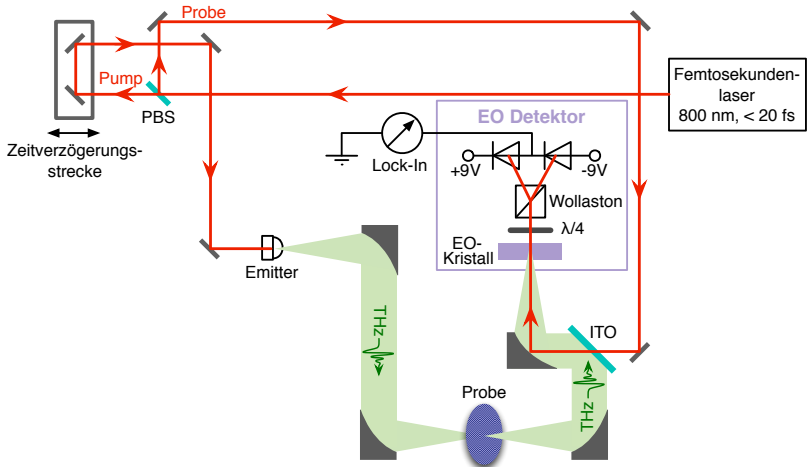 Probe
Pump
PBS
Zeitverzögerungs-
strecke
Femtosekunden-
laser
800 nm, < 20 fs
EO Detektor
Lock-In
+9V
-9V
Wollaston
λ/4
EO-
Kristall
Emitter
THz
ITO
THz
Probe